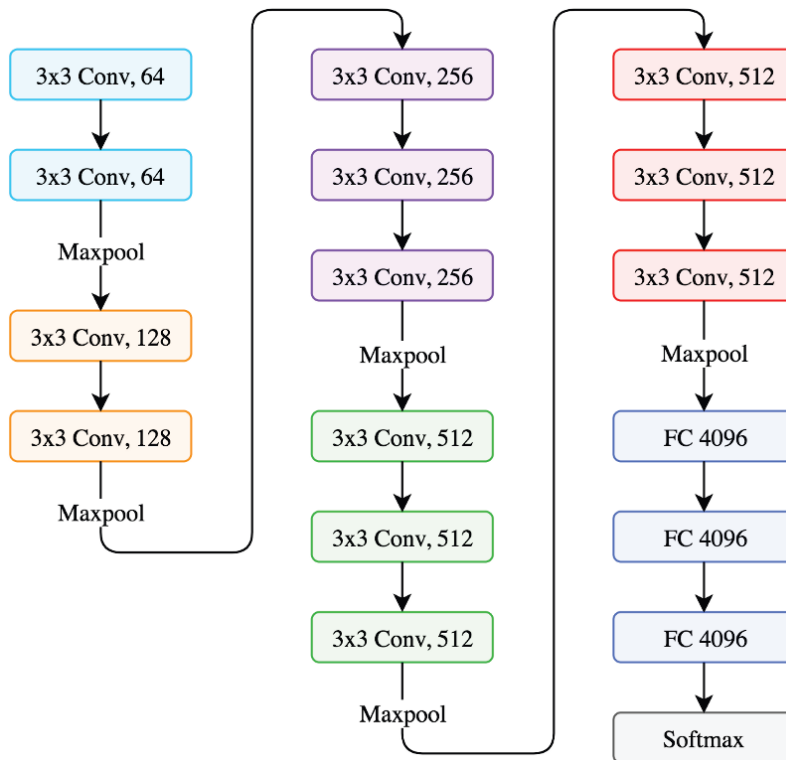 3x3 Conv, 64
3x3 Conv, 64
Maxpool
3x3 Conv, 128
3x3 Conv, 128
Maxpool
3x3 Conv, 256
3x3 Conv, 256
3x3 Conv, 256
Maxpool
3x3 Conv, 512
3x3 Conv, 512
3x3 Conv, 512
Maxpool
3x3 Conv, 512
3x3 Conv, 512
3x3 Conv, 512
Maxpool
FC 4096
FC 4096
FC 4096
Softmax